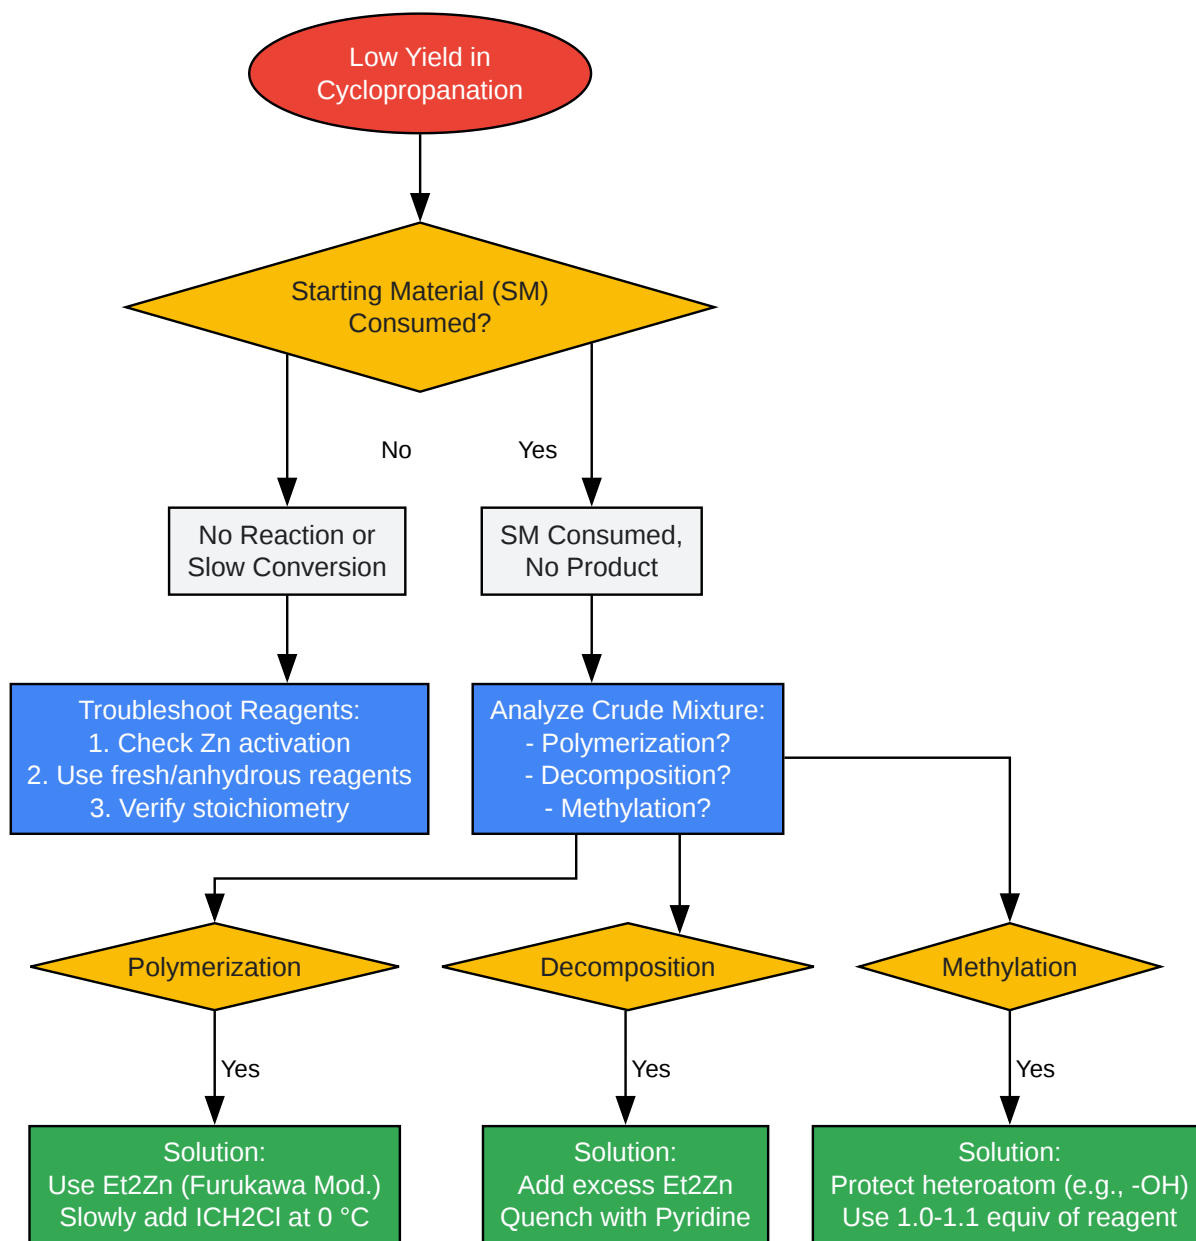 Low Yield in
Cyclopropanation
Starting Material (SM)
Consumed?
No
Yes
No Reaction or
Slow Conversion
SM Consumed,
No Product
Troubleshoot Reagents:
1. Check Zn activation
2. Use fresh/anhydrous reagents
3. Verify stoichiometry
Analyze Crude Mixture:
- Polymerization?
- Decomposition?
- Methylation?
Polymerization
Decomposition
Methylation
Yes
Yes
Yes
Solution:
Use Et2Zn (Furukawa Mod.)
Slowly add ICH2Cl at 0 °C
Solution:
Add excess Et2Zn
Quench with Pyridine
Solution:
Protect heteroatom (e.g., -OH)
Use 1.0-1.1 equiv of reagent